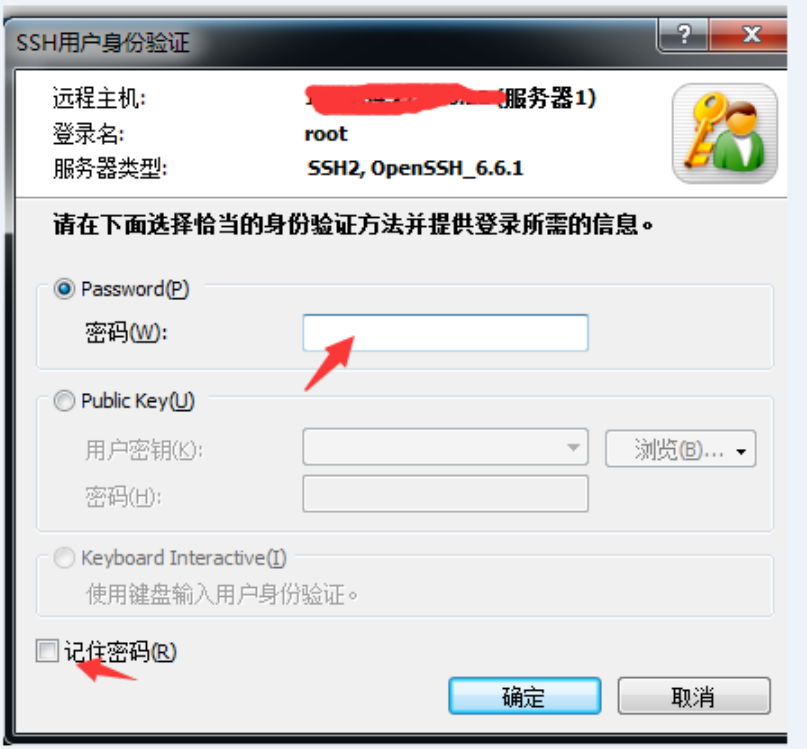 SSH用户身份验证
远程主机: (服务器1)
登录名: root
服务器类型: SSH2, OpenSSH_6.6.1
请在下面选择恰当的身份验证方法并提供登录所需的信息。
Password(P)
密码(W):
Public Key(U)
用户密钥(K): 浏览(B)...
密码(H):
Keyboard Interactive(I)
使用键盘输入用户身份验证。
记住密码(R)
确定 取消